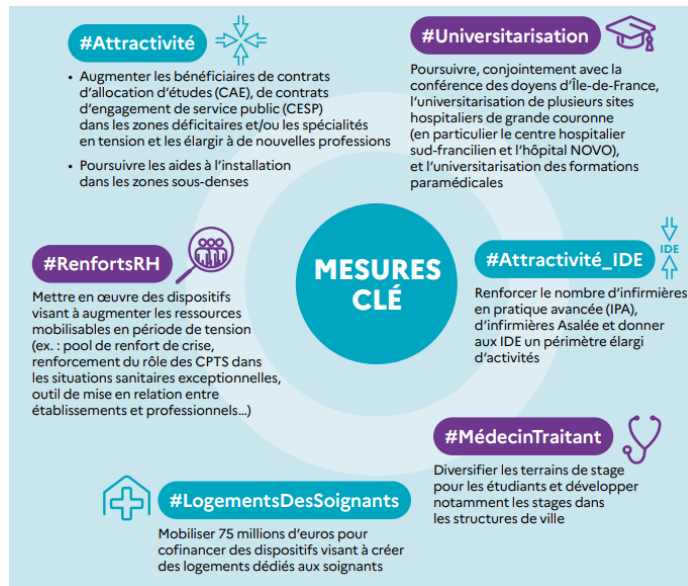 #Attractivité
• Augmenter les bénéficiaires de contrats
d'allocation d'études (CAE), de contrats
d'engagement de service public (CESP)
dans les zones déficitaires et/ou les spécialités
en tension et les élargir à de nouvelles professions
• Poursuivre les aides à l'installation
dans les zones sous-denses
#Universitarisation
Poursuivre, conjointement avec la
conférence des doyens d'Île-de-France,
l'universitarisation de plusieurs sites
hospitaliers de grande couronne
(en particulier le centre hospitalier
sud-francilien et l'hôpital NOVO),
et l'universitarisation des formations
paramédicales
MESURES
CLÉ
#RenfortsRH
Mettre en œuvre des dispositifs
visant à augmenter les ressources
mobilisables en période de tension
(ex. : pool de renfort de crise,
renforcement du rôle des CPTS dans
les situations sanitaires exceptionnelles,
outil de mise en relation entre
établissements et professionnels...)
#Attractivité_IDE
IDE
Renforcer le nombre d'infirmières
en pratique avancée (IPA),
d'infirmières Asalée et donner
aux IDE un périmètre élargi
d'activités
#MédecinTraitant
Diversifier les terrains de stage
pour les étudiants et développer
notamment les stages dans
les structures de ville
#LogementsDesSoignants
Mobiliser 75 millions d'euros pour
cofinancer des dispositifs visant à créer
des logements dédiés aux soignants